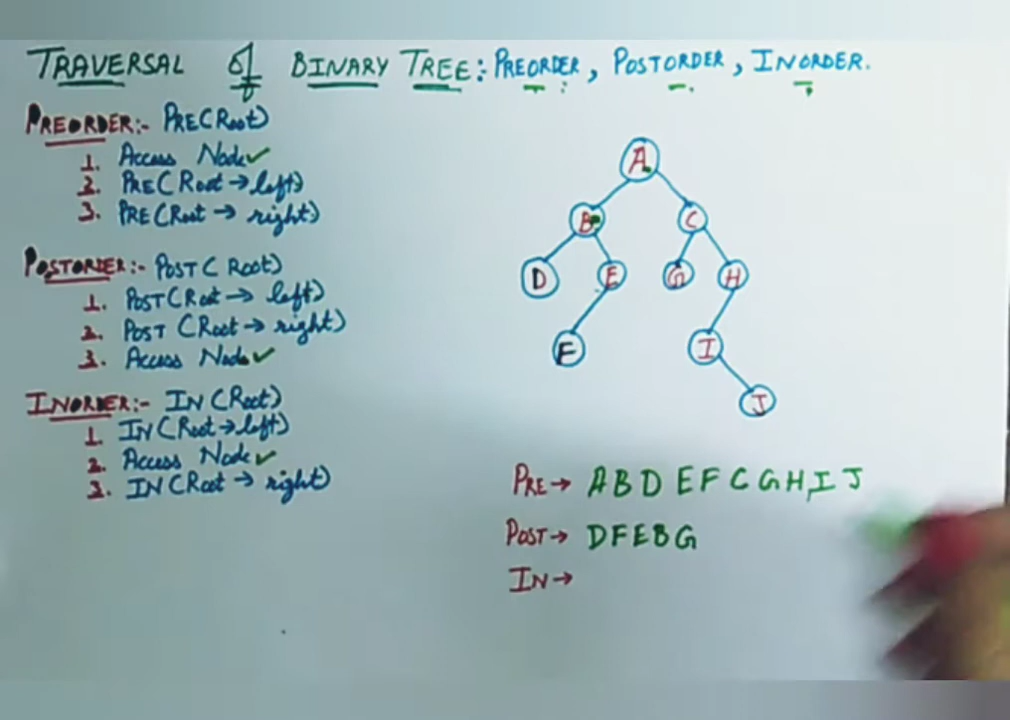 TRAVERSAL of BINARY TREE: PREORDER, POSTORDER, INORDER.
PREORDER:- PRE(Root)
1. Access Node✓
2. PRE(Root→left)
3. PRE(Root→right)
POSTORDER:- POST(Root)
1. POST(Root→left)
2. POST (Root→right)
3. Access Node✓
INORDER:- IN(Root)
1. IN(Root→left)
2. Access Node✓
3. IN(Root→right)
A
B C
D E G H
F I
J
PRE→ A B D E F C G H I J
POST→ D F E B G
IN→